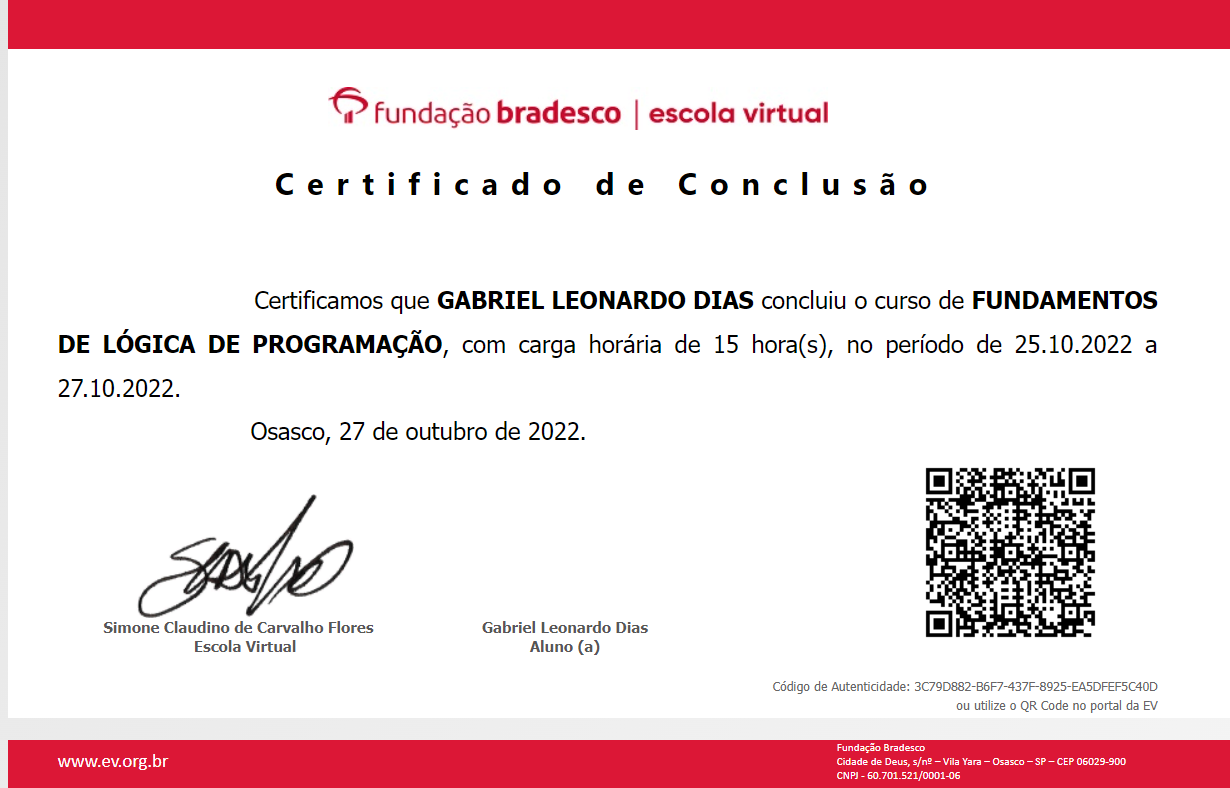 fundação bradesco | escola virtual
Certificado de Conclusão
Certificamos que GABRIEL LEONARDO DIAS concluiu o curso de FUNDAMENTOS
DE LÓGICA DE PROGRAMAÇÃO, com carga horária de 15 hora(s), no período de 25.10.2022 a
27.10.2022.
Osasco, 27 de outubro de 2022.
Simone Claudino de Carvalho Flores
Escola Virtual
Gabriel Leonardo Dias
Aluno (a)
Código de Autenticidade: 3C79D882-B6F7-437F-8925-EA5DFEF5C40D
ou utilize o QR Code no portal da EV
www.ev.org.br
Fundação Bradesco
Cidade de Deus, s/nº – Vila Yara – Osasco – SP – CEP 06029-900
CNPJ - 60.701.521/0001-06